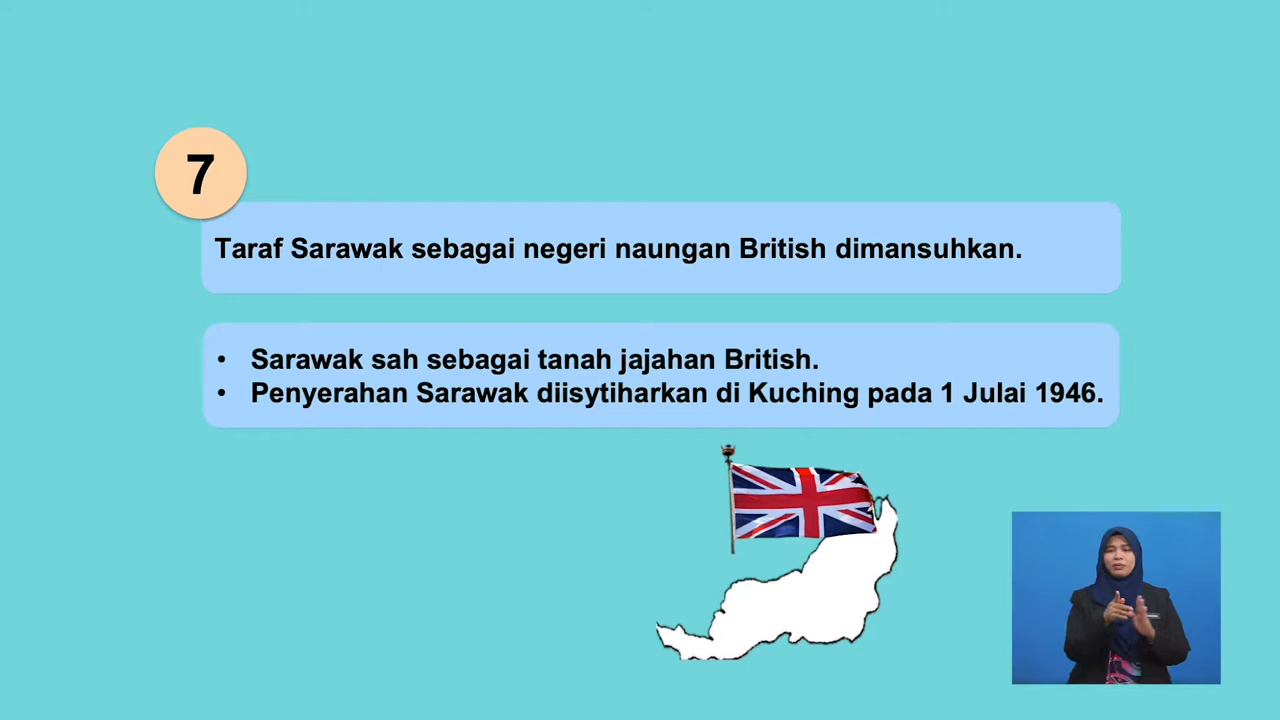 7
Taraf Sarawak sebagai negeri naungan British dimansuhkan.
• Sarawak sah sebagai tanah jajahan British.
• Penyerahan Sarawak diisytiharkan di Kuching pada 1 Julai 1946.